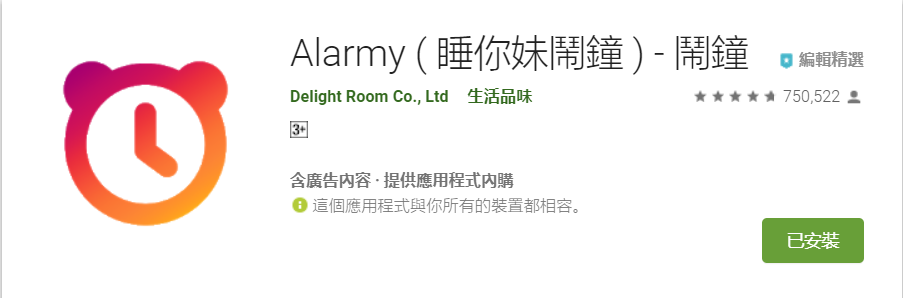 Alarmy ( 睡你妹鬧鐘 ) - 鬧鐘
編輯精選
Delight Room Co., Ltd 生活品味
750,522
3+
含廣告內容 · 提供應用程式內購
這個應用程式與你所有的裝置都相容。
已安裝